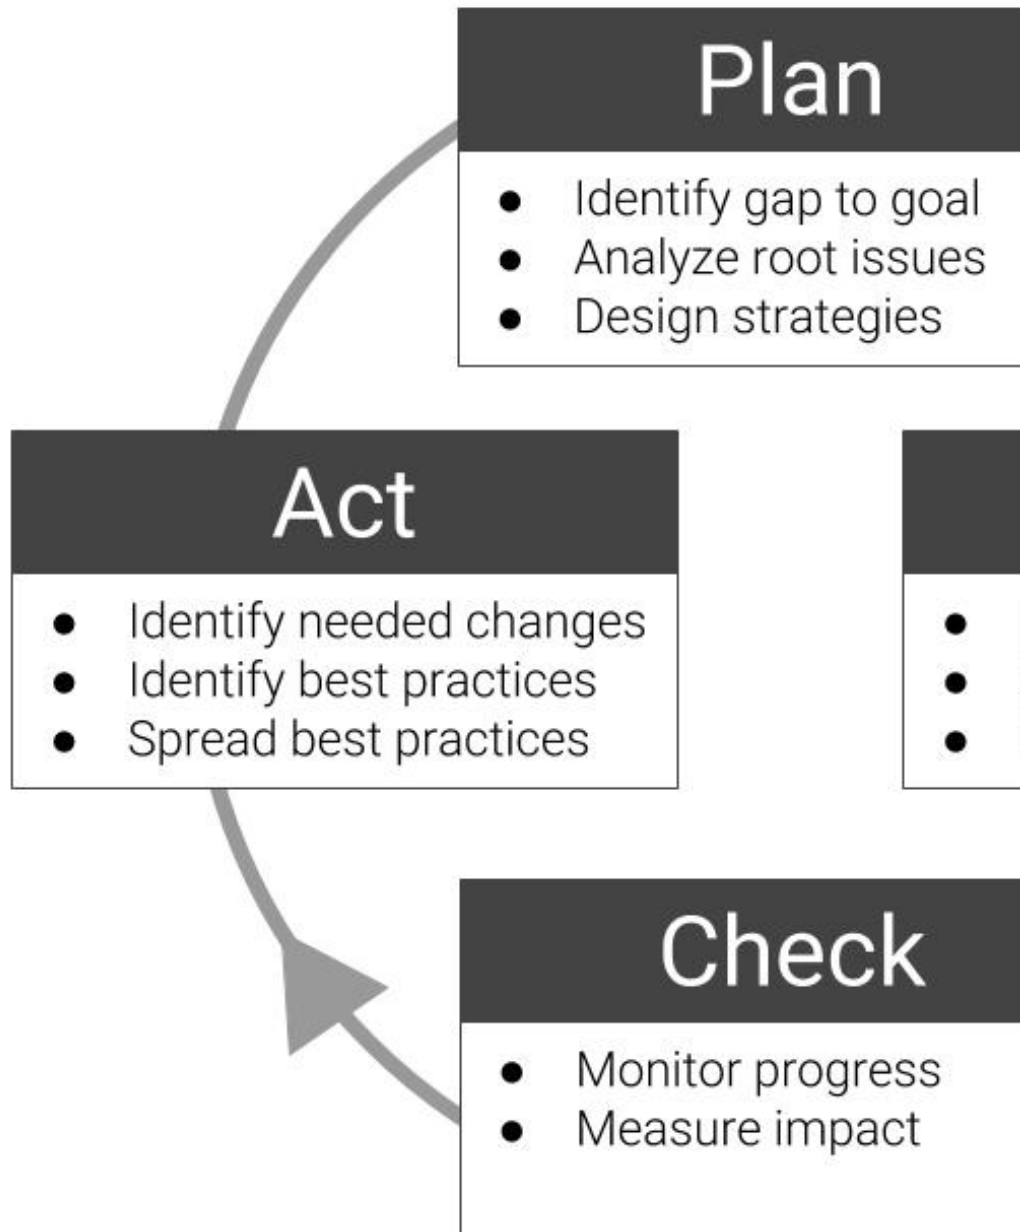 Plan
● Identify gap to goal
● Analyze root issues
● Design strategies
Act
● Identify needed changes
● Identify best practices
● Spread best practices
●
●
●
Check
● Monitor progress
● Measure impact